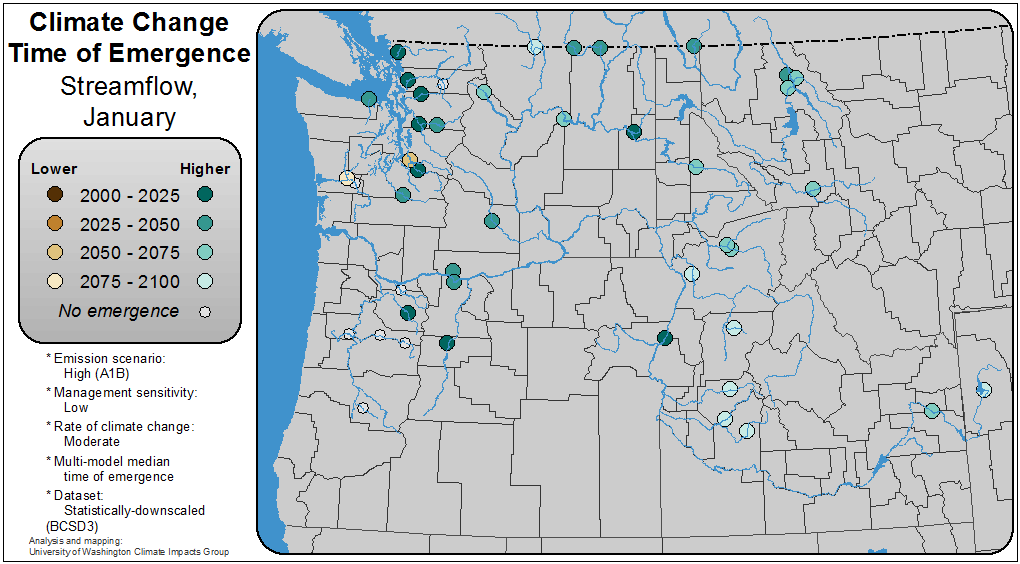 Climate Change
Time of Emergence
Streamflow,
January
Lower Higher
2000 - 2025
2025 - 2050
2050 - 2075
2075 - 2100
No emergence
* Emission scenario:
High (A1B)
* Management sensitivity:
Low
* Rate of climate change:
Moderate
* Multi-model median
time of emergence
* Dataset:
Statistically-downscaled
(BCSD3)
Analysis and mapping:
University of Washington Climate Impacts Group